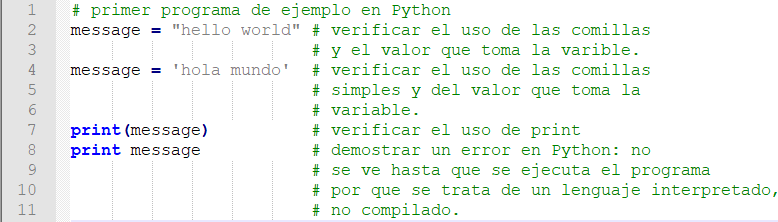 1 # primer programa de ejemplo en Python
2 message = "hello world" # verificar el uso de las comillas
3 # y el valor que toma la varible.
4 message = 'hola mundo' # verificar el uso de las comillas
5 # simples y del valor que toma la
6 # variable.
7 print(message) # verificar el uso de print
8 print message # demostrar un error en Python: no
9 # se ve hasta que se ejecuta el programa
10 # por que se trata de un lenguaje interpretado,
11 # no compilado.